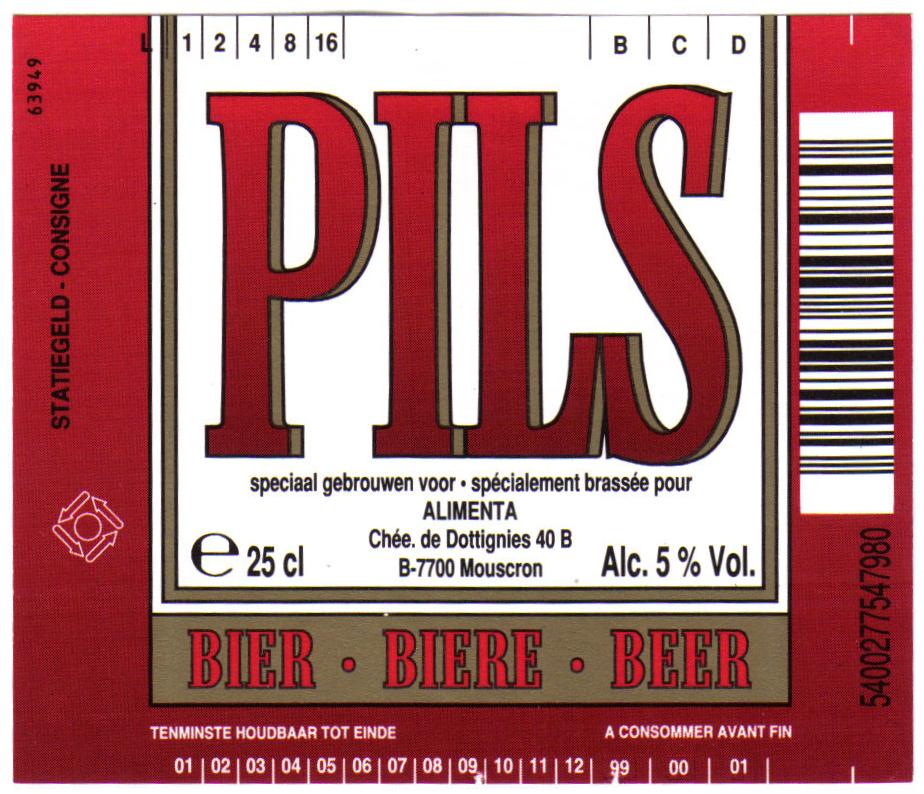 L 1 2 4 8 16 B C D
63949
STATIEGELD - CONSIGNE
PILS
speciaal gebrouwen voor • spécialement brassée pour
ALIMENTA
Chée. de Dottignies 40 B
B-7700 Mouscron
e 25 cl
Alc. 5 % Vol.
BIER • BIERE • BEER
5400277547980
TENMINSTE HOUDBAAR TOT EINDE
A CONSOMMER AVANT FIN
01 02 03 04 05 06 07 08 09 10 11 12 99 00 01